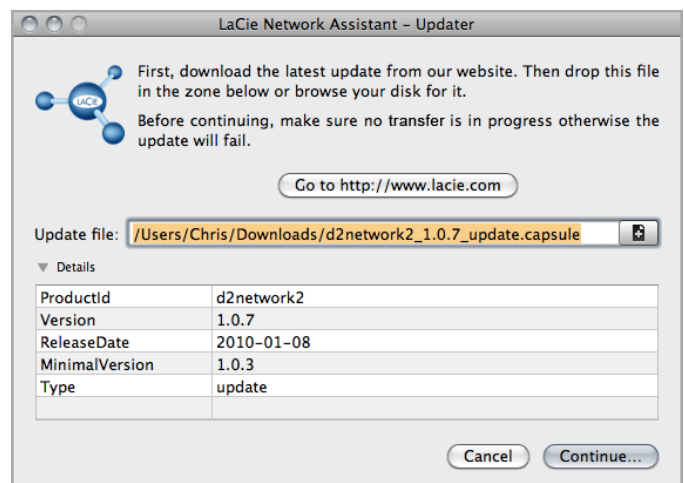 LaCie Network Assistant – Updater
First, download the latest update from our website. Then drop this file
in the zone below or browse your disk for it.
Before continuing, make sure no transfer is in progress otherwise the
update will fail.
LACIE
Go to http://www.lacie.com
Update file: /Users/Chris/Downloads/d2network2_1.0.7_update.capsule
Details
ProductId d2network2
Version 1.0.7
ReleaseDate 2010-01-08
MinimalVersion 1.0.3
Type update
Cancel Continue...